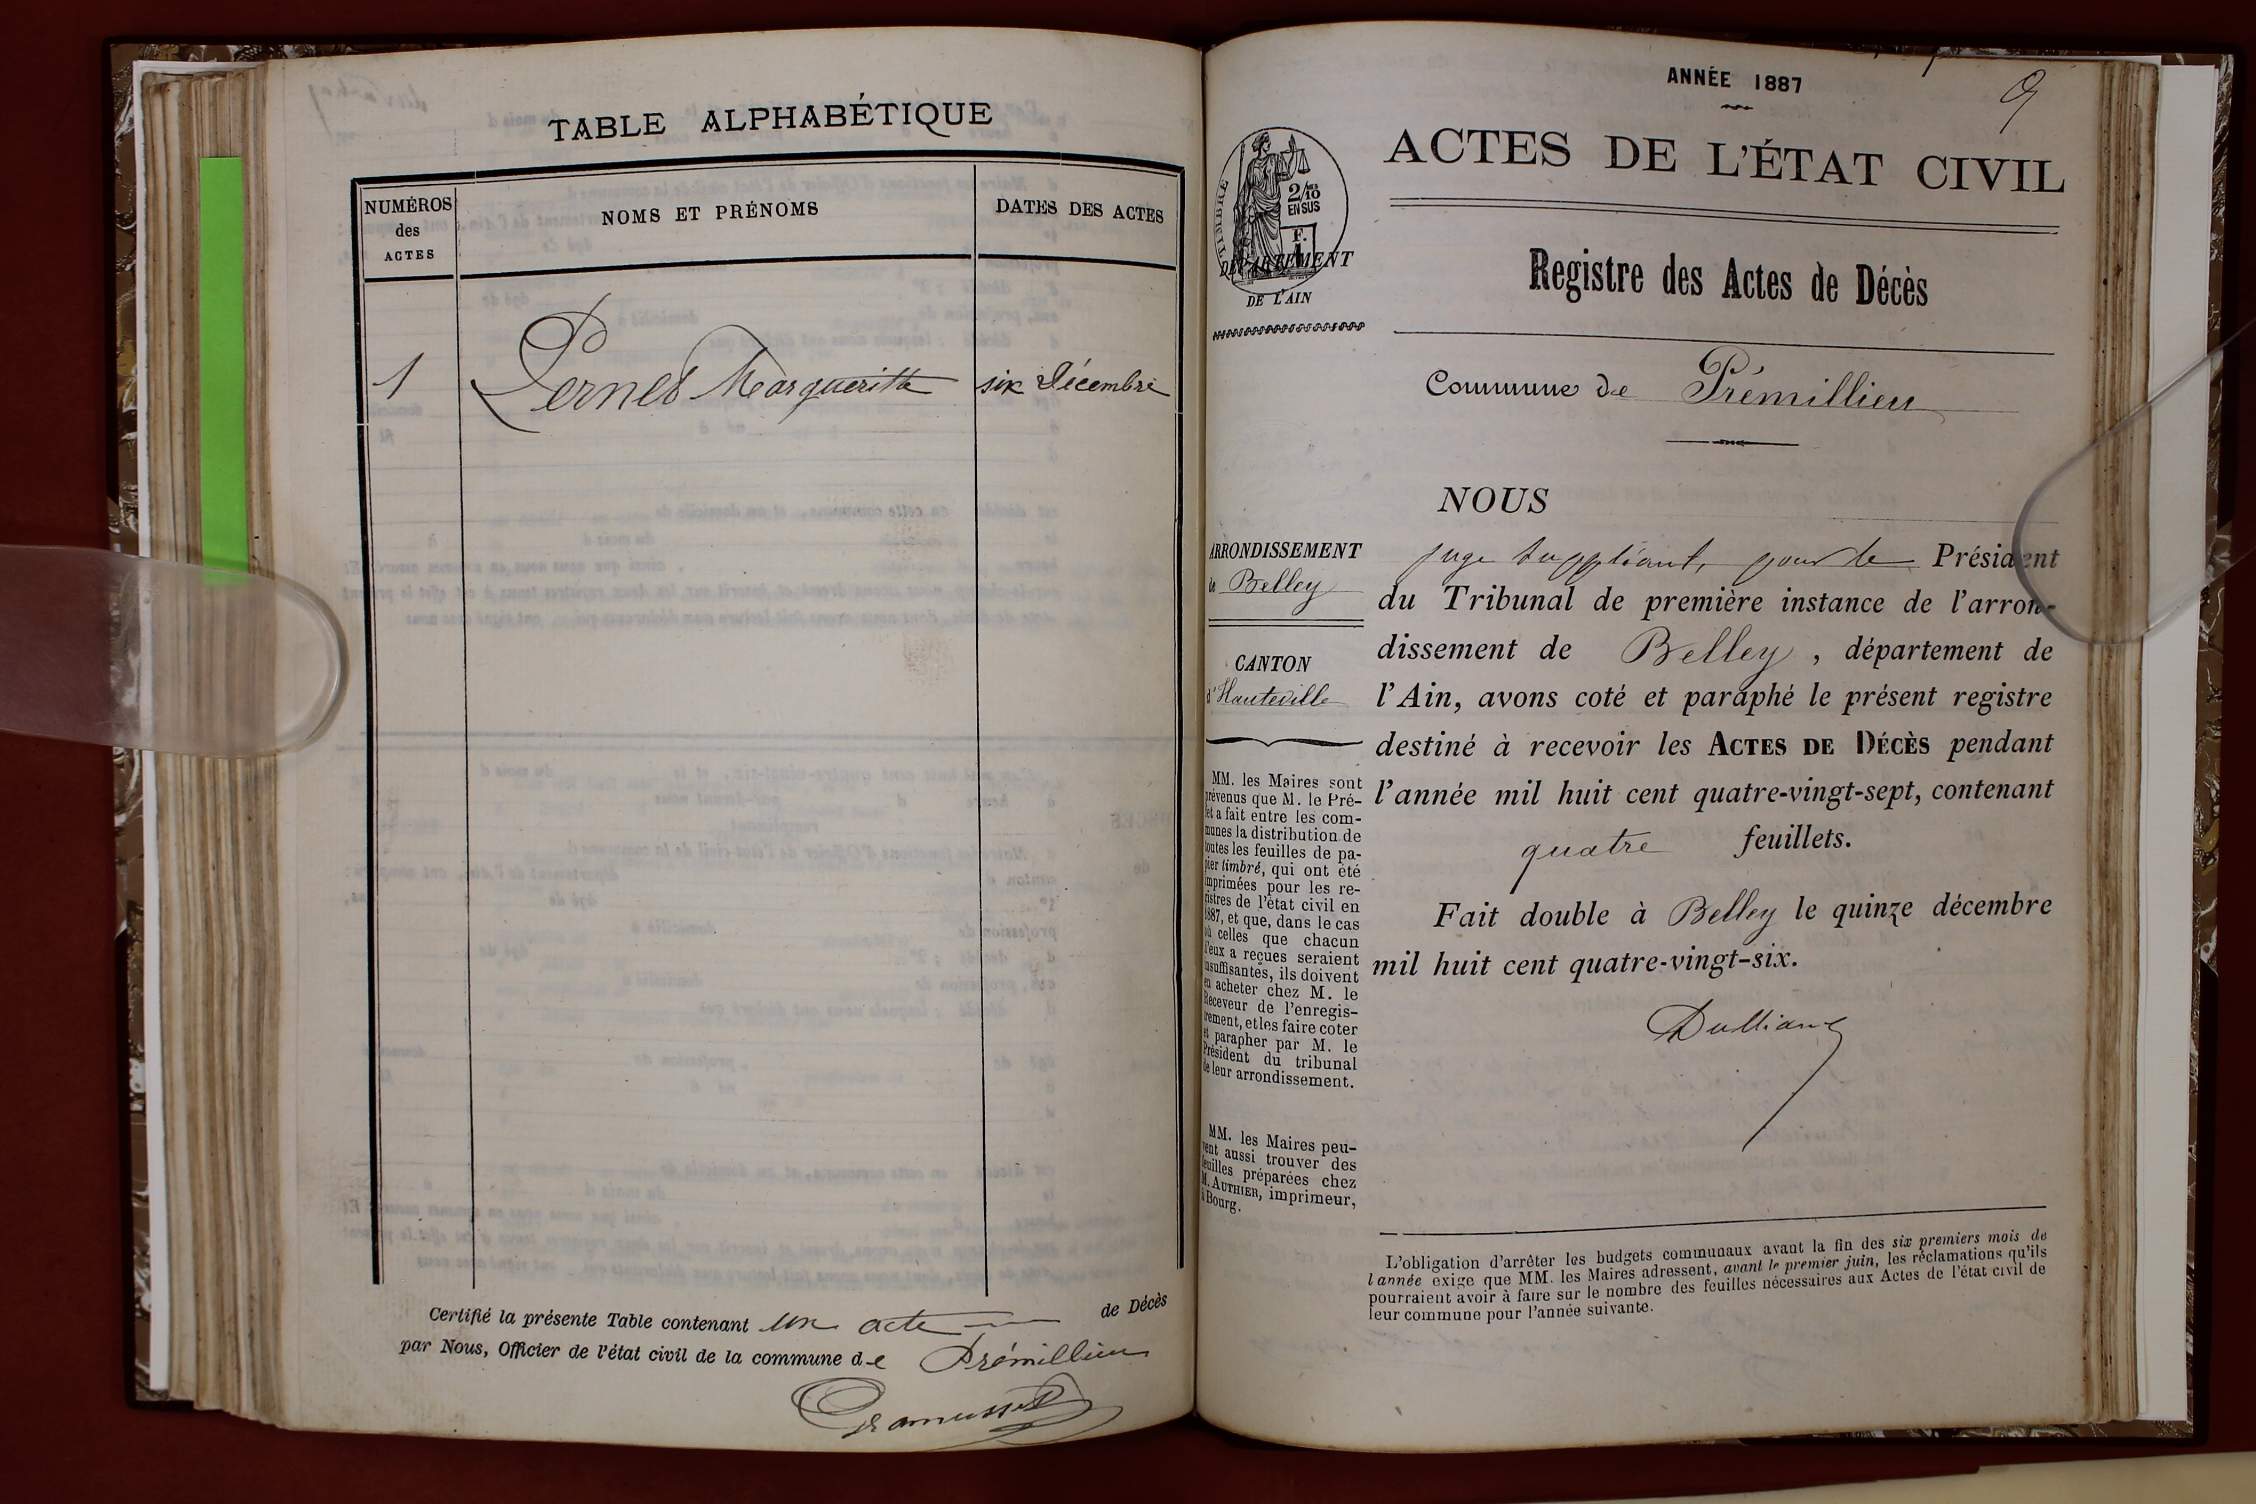 TABLE ALPHABÉTIQUE
NUMÉROS
des
ACTES
NOMS ET PRÉNOMS
DATES DES ACTES
1 Pernet Margueritte six Décembre
Certifié la présente Table contenant un acte de Décès
par Nous, Officier de l'état civil de la commune de Prémillieu
Gramusset
ANNÉE 1887
9
ACTES DE L'ÉTAT CIVIL
TIMBRE
2/10
EN SUS
F.
1
DÉPARTEMENT
DE L'AIN
Registre des Actes de Décès
Commune de Prémillieu
NOUS
ARRONDISSEMENT
de Belley
CANTON
d'Hauteville
MM. les Maires sont
prévenus que M. le Pré-
fet a fait entre les com-
munes la distribution de
toutes les feuilles de pa-
pier timbré, qui ont été
imprimées pour les re-
gistres de l'état civil en
1887, et que, dans le cas
où celles que chacun
d'eux a reçues seraient
insuffisantes, ils doivent
en acheter chez M. le
Receveur de l'enregis-
trement, et les faire coter
et parapher par M. le
Président du tribunal
de leur arrondissement.
MM. les Maires peu-
vent aussi trouver des
feuilles préparées chez
M. AUTHIER, imprimeur,
à Bourg.
juge suppléant, pour le Président
du Tribunal de première instance de l'arron-
dissement de Belley, département de
l'Ain, avons coté et paraphé le présent registre
destiné à recevoir les ACTES DE DÉCÈS pendant
l'année mil huit cent quatre-vingt-sept, contenant
quatre feuillets.
Fait double à Belley le quinze décembre
mil huit cent quatre-vingt-six.
L'obligation d'arrêter les budgets communaux avant la fin des six premiers mois de
l'année exige que MM. les Maires adressent, avant le premier juin, les réclamations qu'ils
pourraient avoir à faire sur le nombre des feuilles nécessaires aux Actes de l'état civil de
leur commune pour l'année suivante.